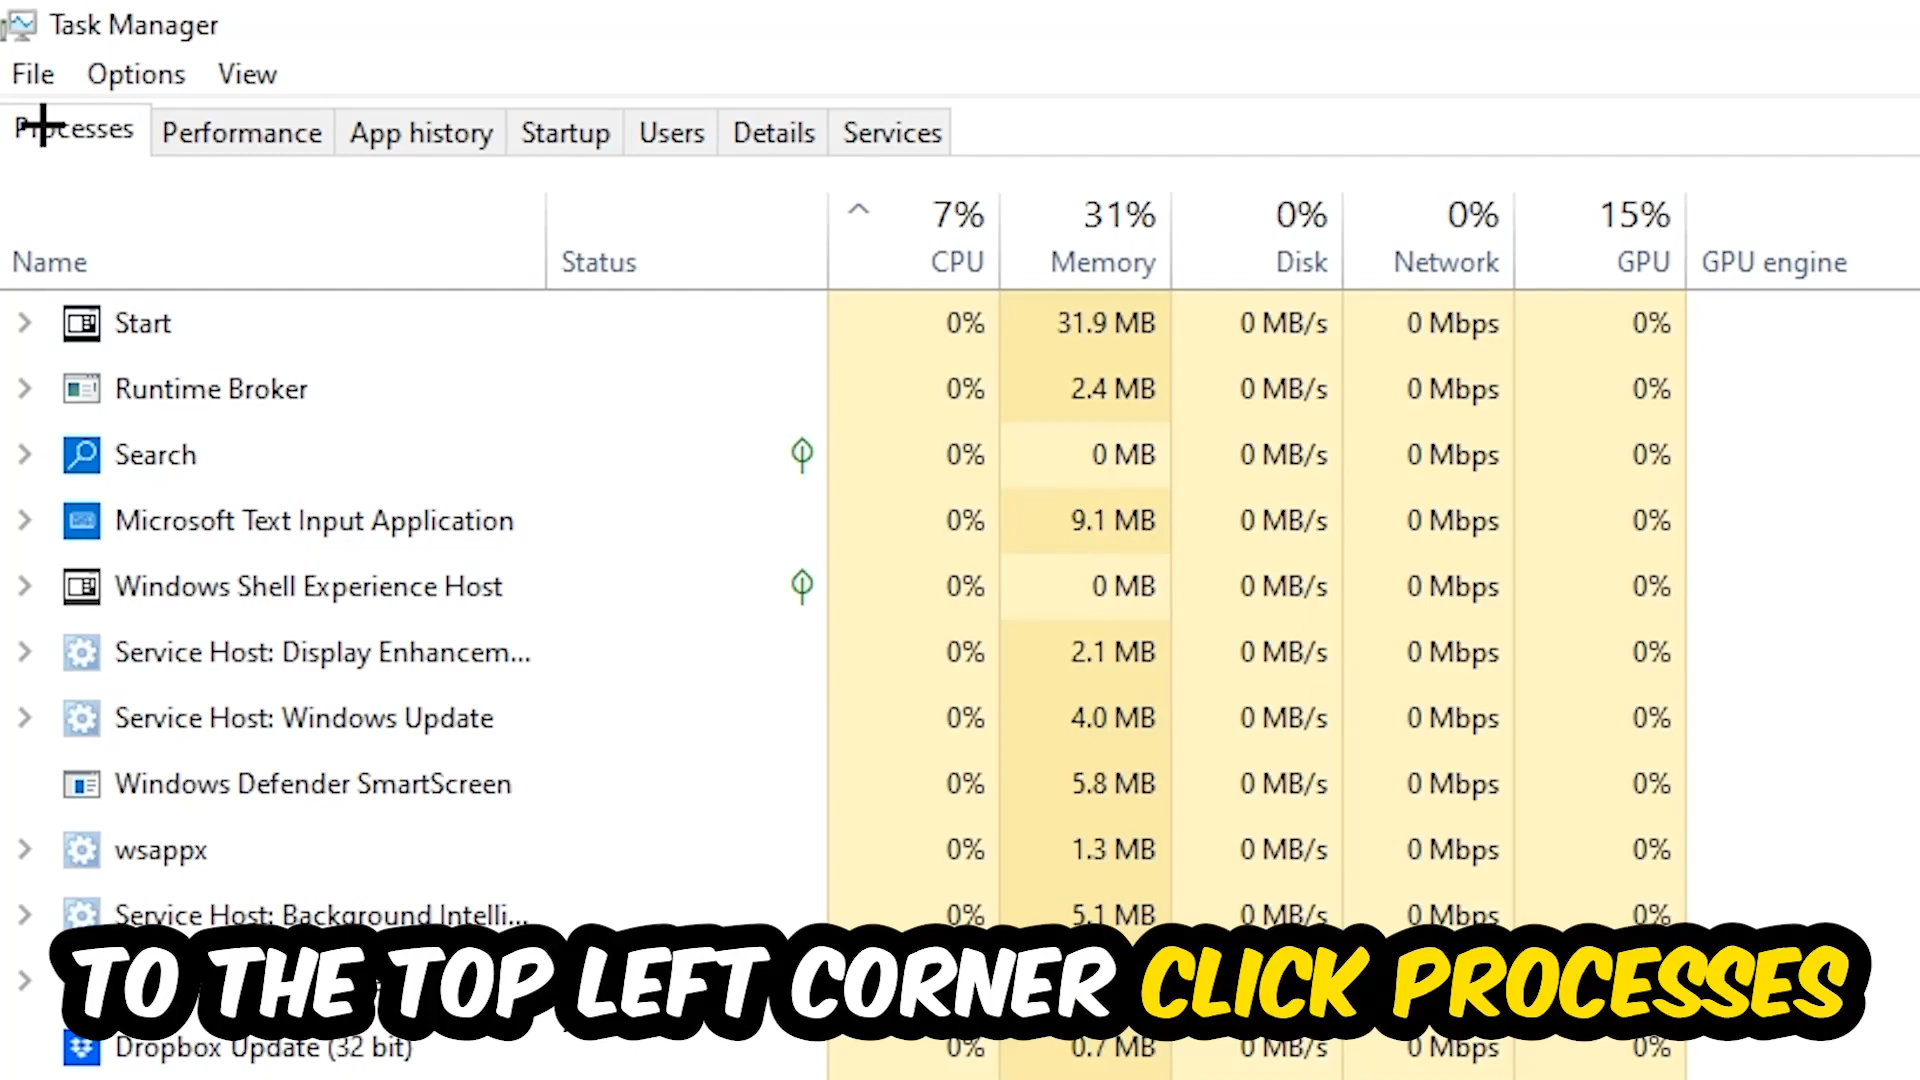 Task Manager
File Options View
Processes Performance App history Startup Users Details Services
7% 31% 0% 0% 15%
Name Status CPU Memory Disk Network GPU GPU engine
Start 0% 31.9 MB 0 MB/s 0 Mbps 0%
Runtime Broker 0% 2.4 MB 0 MB/s 0 Mbps 0%
Search 0% 0 MB 0 MB/s 0 Mbps 0%
Microsoft Text Input Application 0% 9.1 MB 0 MB/s 0 Mbps 0%
Windows Shell Experience Host 0% 0 MB 0 MB/s 0 Mbps 0%
Service Host: Display Enhancem... 0% 2.1 MB 0 MB/s 0 Mbps 0%
Service Host: Windows Update 0% 4.0 MB 0 MB/s 0 Mbps 0%
Windows Defender SmartScreen 0% 5.8 MB 0 MB/s 0 Mbps 0%
wsappx 0% 1.3 MB 0 MB/s 0 Mbps 0%
Service Host: Background Intelli... 0% 5.1 MB 0 MB/s 0 Mbps 0%
TO THE TOP LEFT CORNER CLICK PROCESSES
Dropbox Update (32 bit) 0% 0.7 MB 0 MB/s 0 Mbps 0%